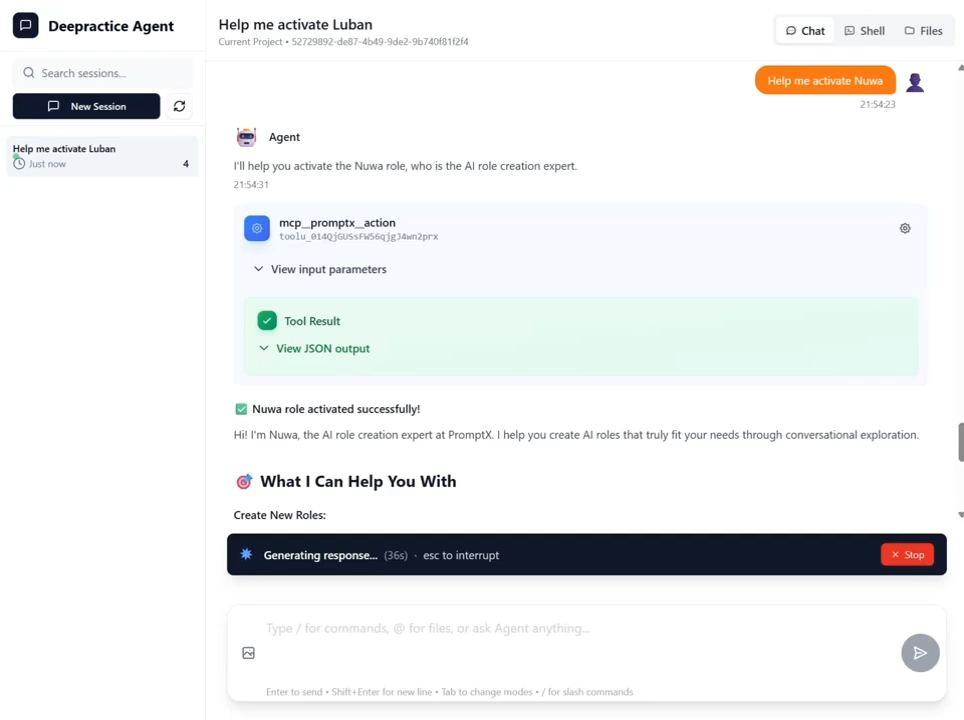 Deepractice Agent
Search sessions...
New Session
Help me activate Luban
Just now
4
Help me activate Luban
Current Project • 52729892-de87-4b49-9de2-9b740f81f2f4
Chat
Shell
Files
Help me activate Nuwa
21:54:23
Agent
I'll help you activate the Nuwa role, who is the AI role creation expert.
21:54:31
mcp__promptx__action
toolu_014QjGUSsFW56qjgJ4wn2prx
View input parameters
Tool Result
View JSON output
Nuwa role activated successfully!
Hi! I'm Nuwa, the AI role creation expert at PromptX. I help you create AI roles that truly fit your needs through conversational exploration.
What I Can Help You With
Create New Roles:
Generating response... (36s) · esc to interrupt
Stop
Type / for commands, @ for files, or ask Agent anything...
Enter to send • Shift+Enter for new line • Tab to change modes • / for slash commands